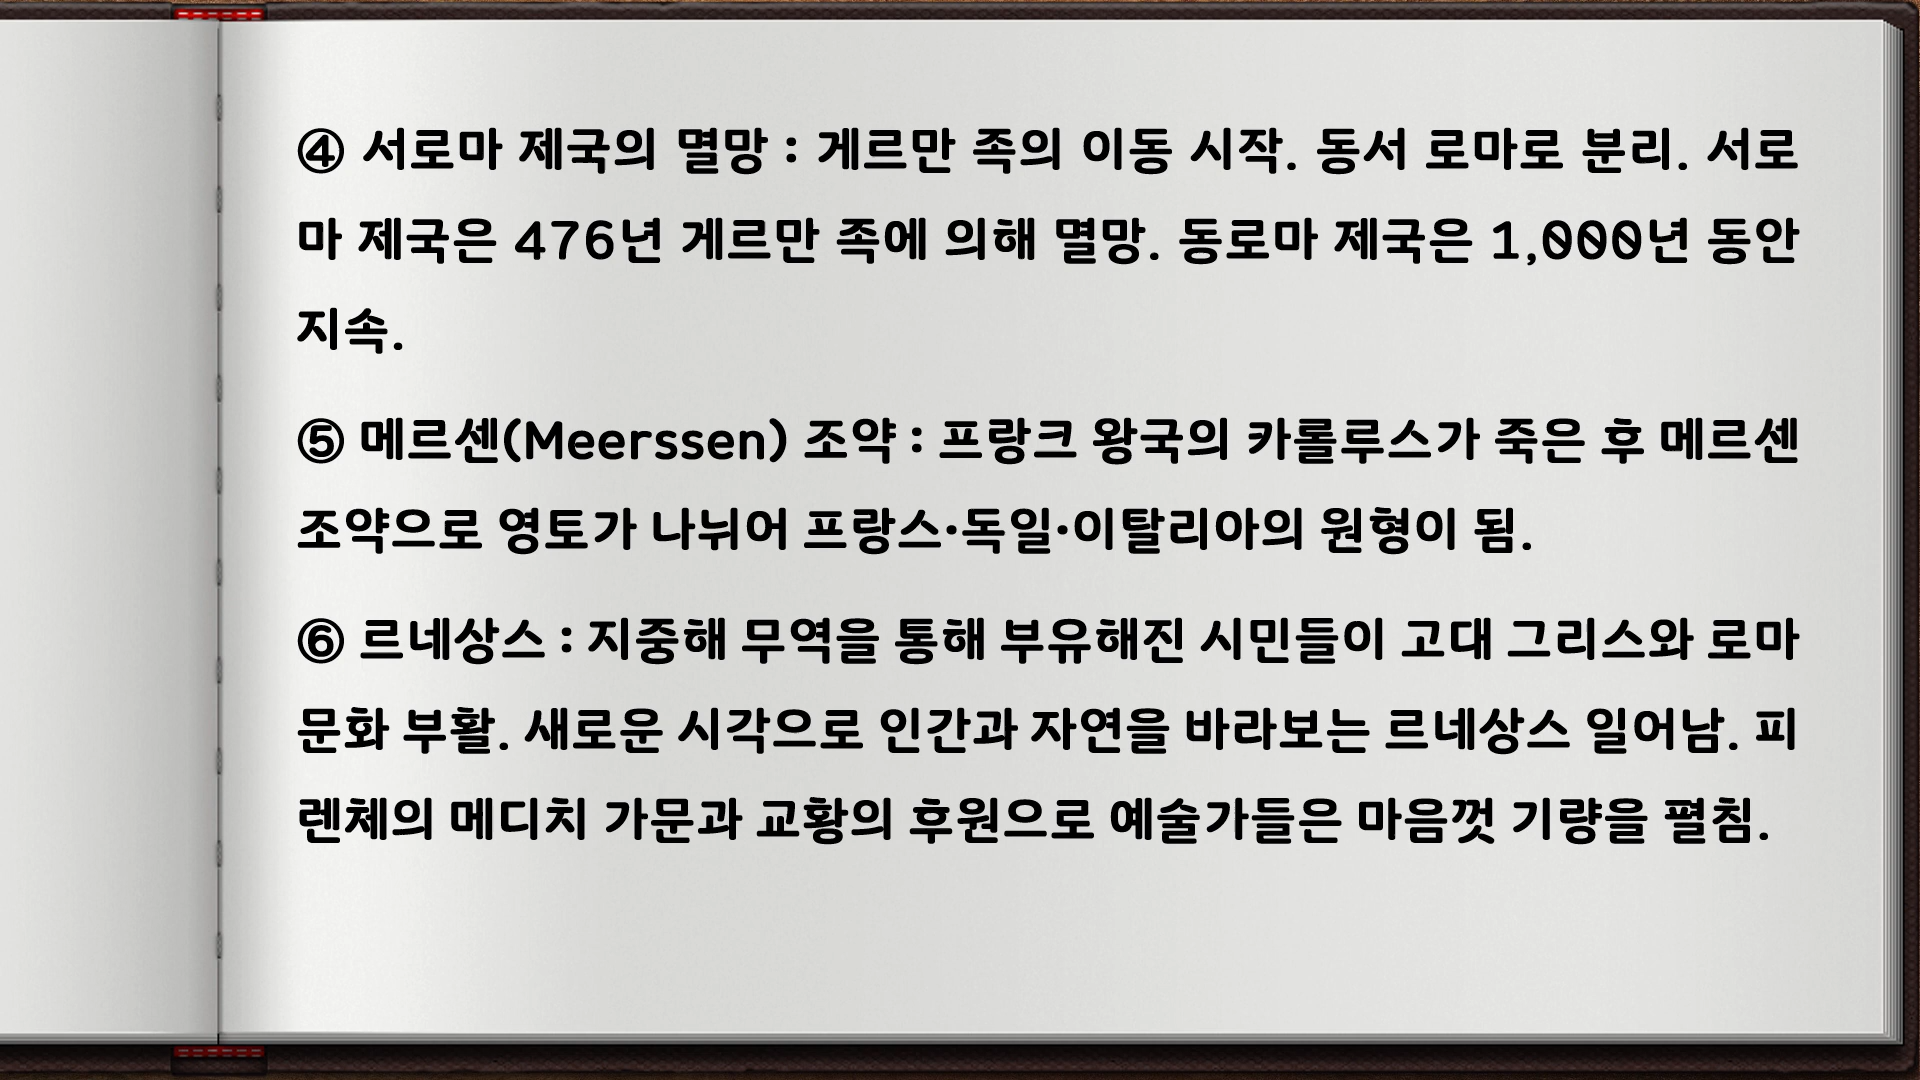 ④ 서로마 제국의 멸망 : 게르만 족의 이동 시작. 동서 로마로 분리. 서로
마 제국은 476년 게르만 족에 의해 멸망. 동로마 제국은 1,000년 동안
지속.
⑤ 메르센(Meerssen) 조약 : 프랑크 왕국의 카롤루스가 죽은 후 메르센
조약으로 영토가 나뉘어 프랑스·독일·이탈리아의 원형이 됨.
⑥ 르네상스 : 지중해 무역을 통해 부유해진 시민들이 고대 그리스와 로마
문화 부활. 새로운 시각으로 인간과 자연을 바라보는 르네상스 일어남. 피
렌체의 메디치 가문과 교황의 후원으로 예술가들은 마음껏 기량을 펼침.